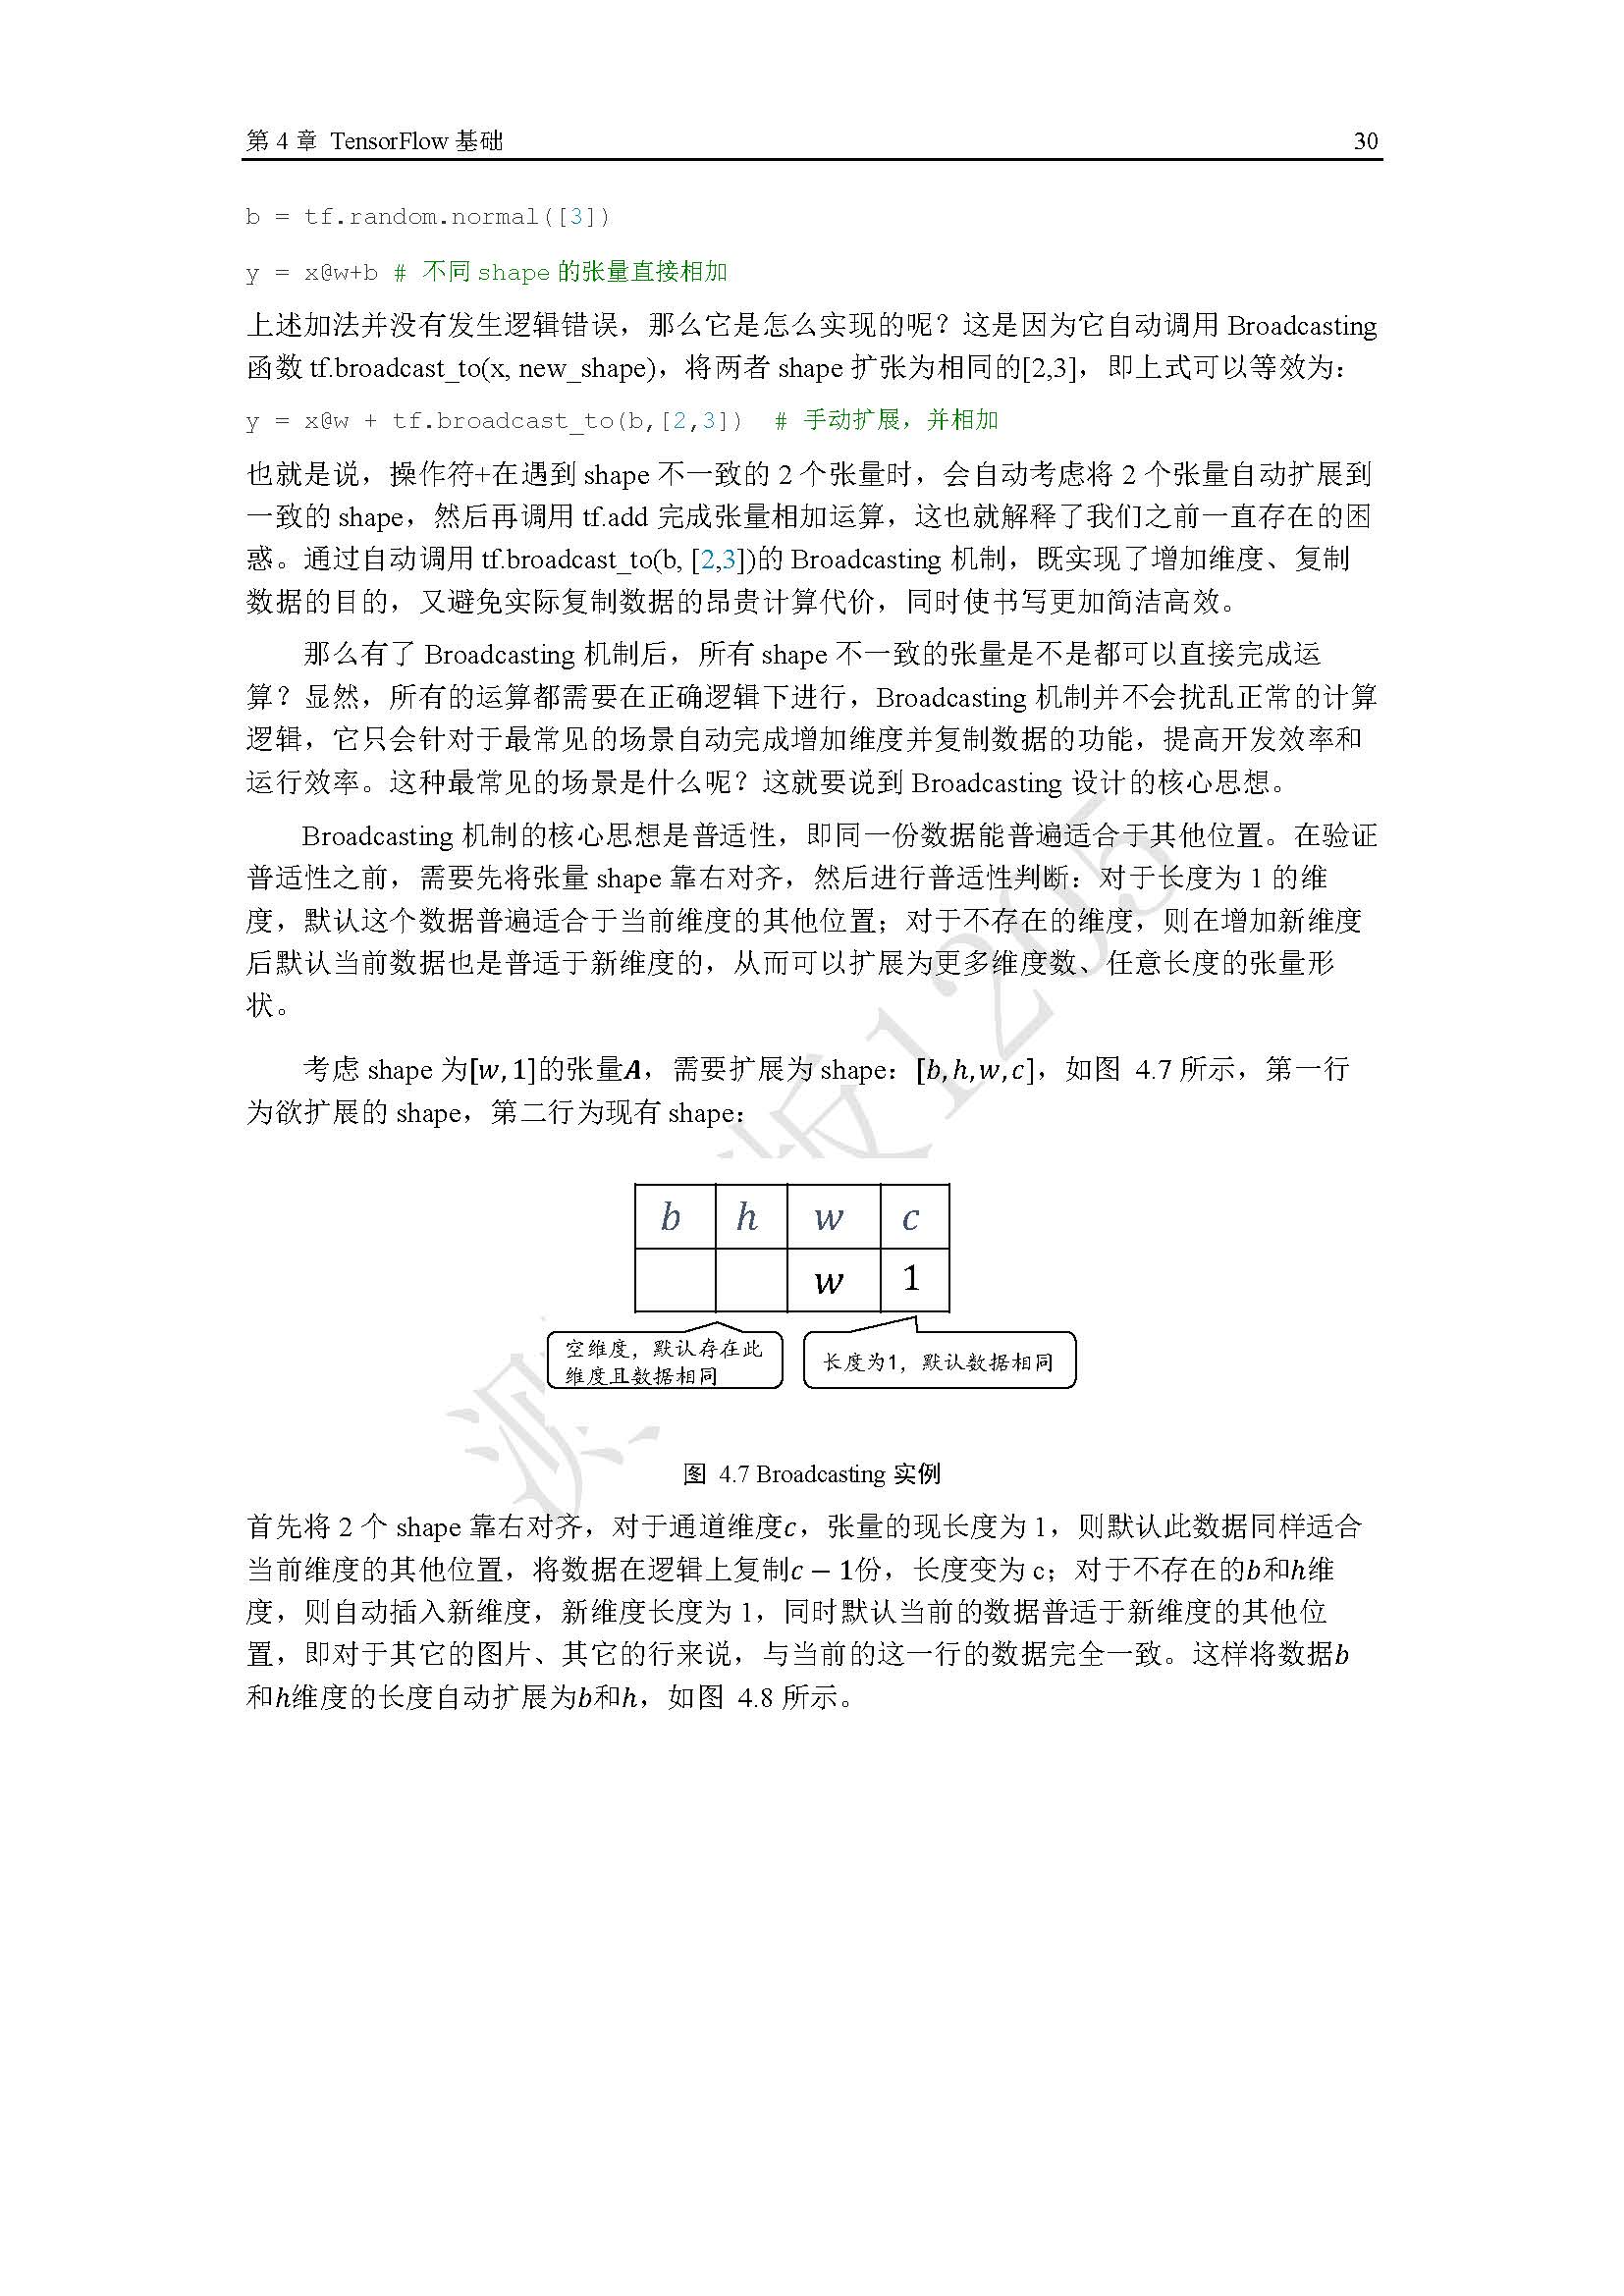 第 4 章 TensorFlow 基础 30
b = tf.random.normal([3])
y = x@w+b # 不同 shape 的张量直接相加
上述加法并没有发生逻辑错误，那么它是怎么实现的呢？这是因为它自动调用 Broadcasting
函数 tf.broadcast_to(x, new_shape)，将两者 shape 扩张为相同的[2,3]，即上式可以等效为：
y = x@w + tf.broadcast_to(b,[2,3]) # 手动扩展，并相加
也就是说，操作符+在遇到 shape 不一致的 2 个张量时，会自动考虑将 2 个张量自动扩展到
一致的 shape，然后再调用 tf.add 完成张量相加运算，这也就解释了我们之前一直存在的困
惑。通过自动调用 tf.broadcast_to(b, [2,3])的 Broadcasting 机制，既实现了增加维度、复制
数据的目的，又避免实际复制数据的昂贵计算代价，同时使书写更加简洁高效。
那么有了 Broadcasting 机制后，所有 shape 不一致的张量是不是都可以直接完成运
算？显然，所有的运算都需要在正确逻辑下进行，Broadcasting 机制并不会扰乱正常的计算
逻辑，它只会针对于最常见的场景自动完成增加维度并复制数据的功能，提高开发效率和
运行效率。这种最常见的场景是什么呢？这就要说到 Broadcasting 设计的核心思想。
Broadcasting 机制的核心思想是普适性，即同一份数据能普遍适合于其他位置。在验证
普适性之前，需要先将张量 shape 靠右对齐，然后进行普适性判断：对于长度为 1 的维
度，默认这个数据普遍适合于当前维度的其他位置；对于不存在的维度，则在增加新维度
后默认当前数据也是普适于新维度的，从而可以扩展为更多维度数、任意长度的张量形
状。
考虑 shape 为[w, 1]的张量A，需要扩展为 shape：[b, h, w, c]，如图 4.7 所示，第一行
为欲扩展的 shape，第二行为现有 shape：
b h w c
w 1
空维度，默认存在此
维度且数据相同
长度为1，默认数据相同
图 4.7 Broadcasting 实例
首先将 2 个 shape 靠右对齐，对于通道维度c，张量的现长度为 1，则默认此数据同样适合
当前维度的其他位置，将数据在逻辑上复制c − 1份，长度变为 c；对于不存在的b和h维
度，则自动插入新维度，新维度长度为 1，同时默认当前的数据普适于新维度的其他位
置，即对于其它的图片、其它的行来说，与当前的这一行的数据完全一致。这样将数据b
和h维度的长度自动扩展为b和h，如图 4.8 所示。
版1205